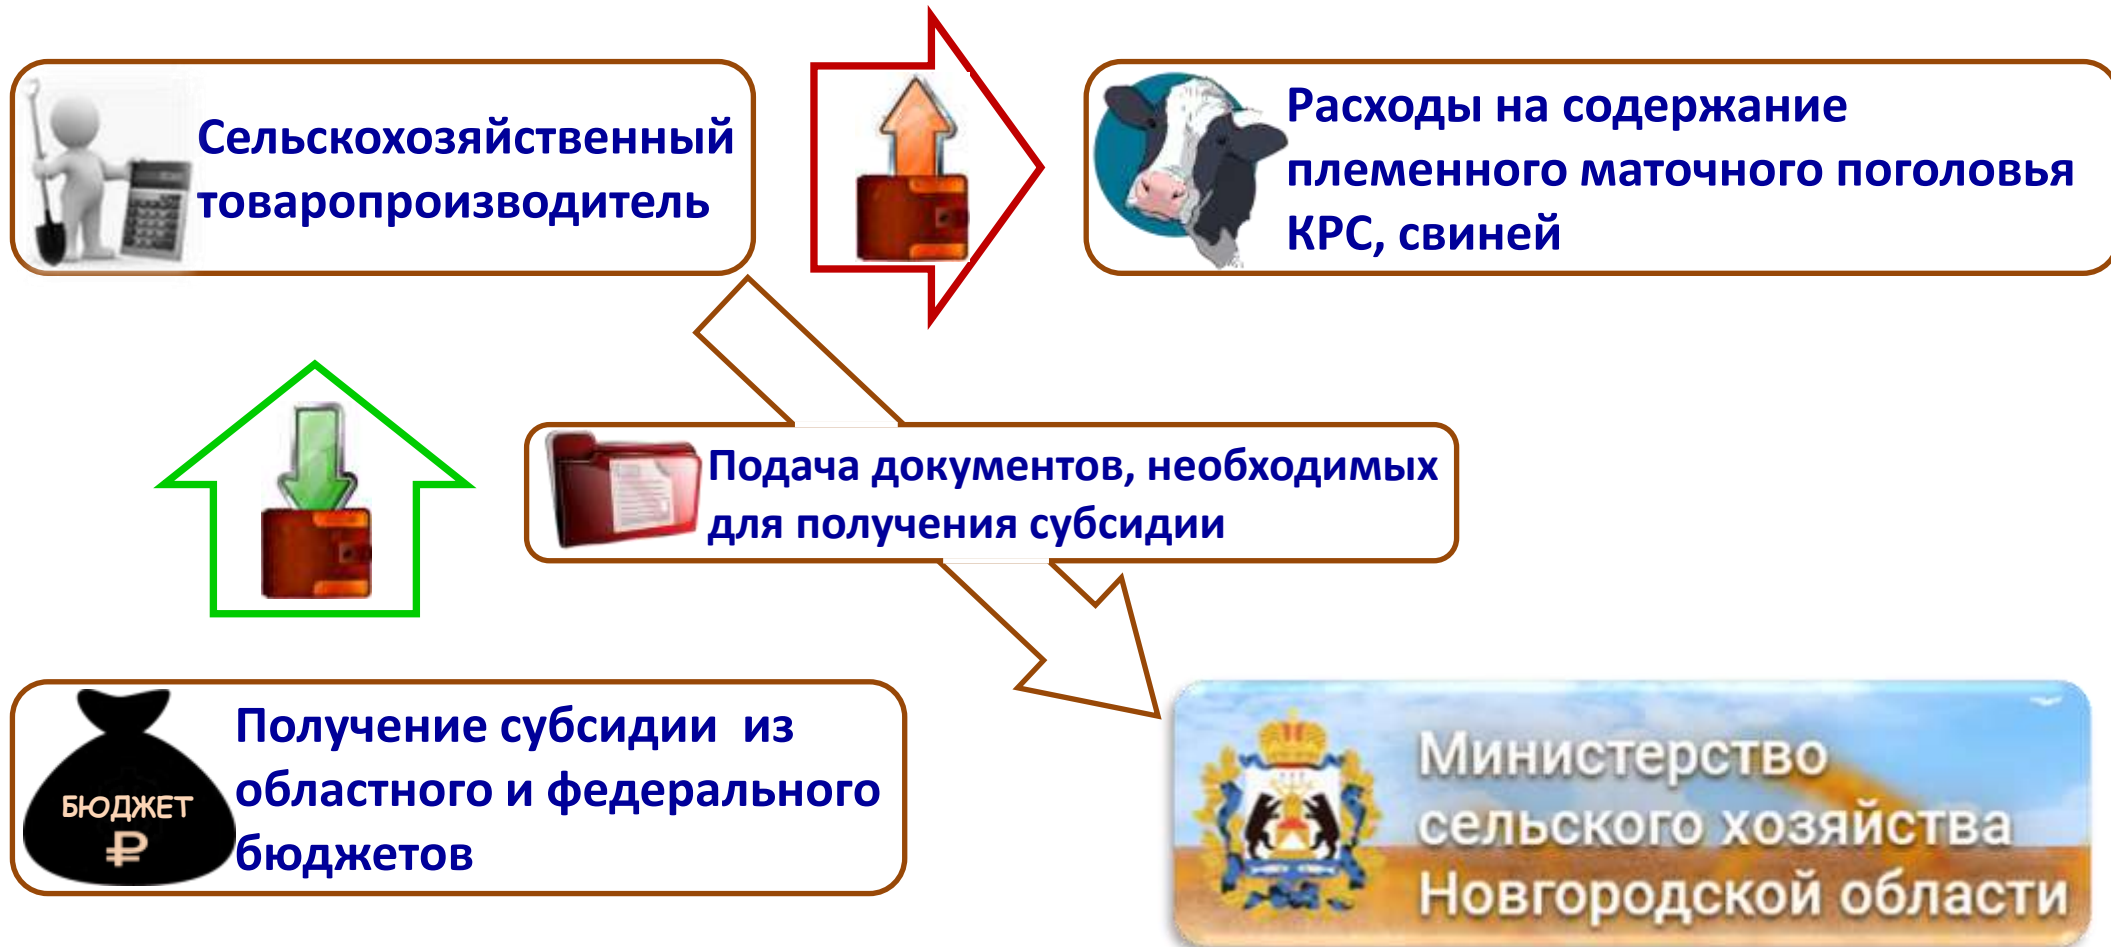 Сельскохозяйственный
товаропроизводитель
Расходы на содержание
племенного маточного поголовья
КРС, свиней
Подача документов, необходимых
для получения субсидии
Получение субсидии  из
областного и федерального
бюджетов
БЮДЖЕТ
₽
Министерство
сельского хозяйства
Новгородской области